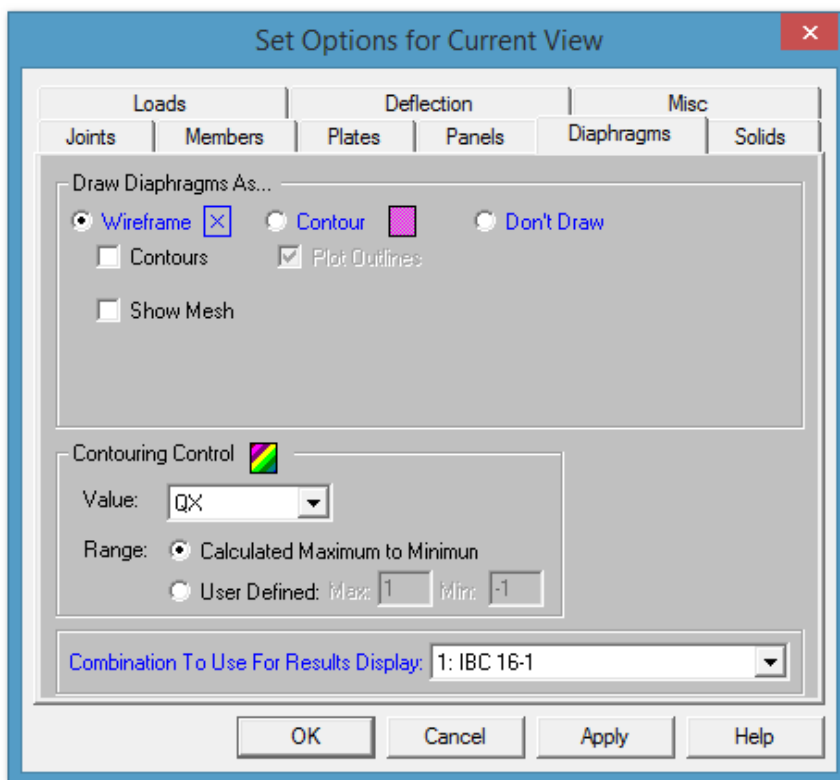 Set Options for Current View
Loads Deflection Misc
Joints Members Plates Panels Diaphragms Solids
Draw Diaphragms As...
Wireframe Contour Don't Draw
Contours Plot Outlines
Show Mesh
Contouring Control
Value: QX
Range: Calculated Maximum to Minimun
User Defined: Max: 1 Min: -1
Combination To Use For Results Display: 1: IBC 16-1
OK Cancel Apply Help